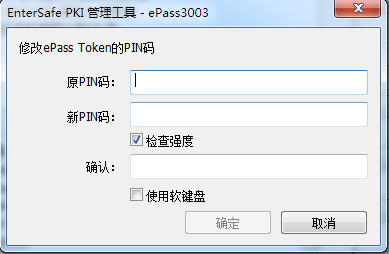 EnterSafe PKI 管理工具 - ePass3003
修改ePass Token的PIN码
原PIN码：
新PIN码：
检查强度
确认：
使用软键盘
确定 取消